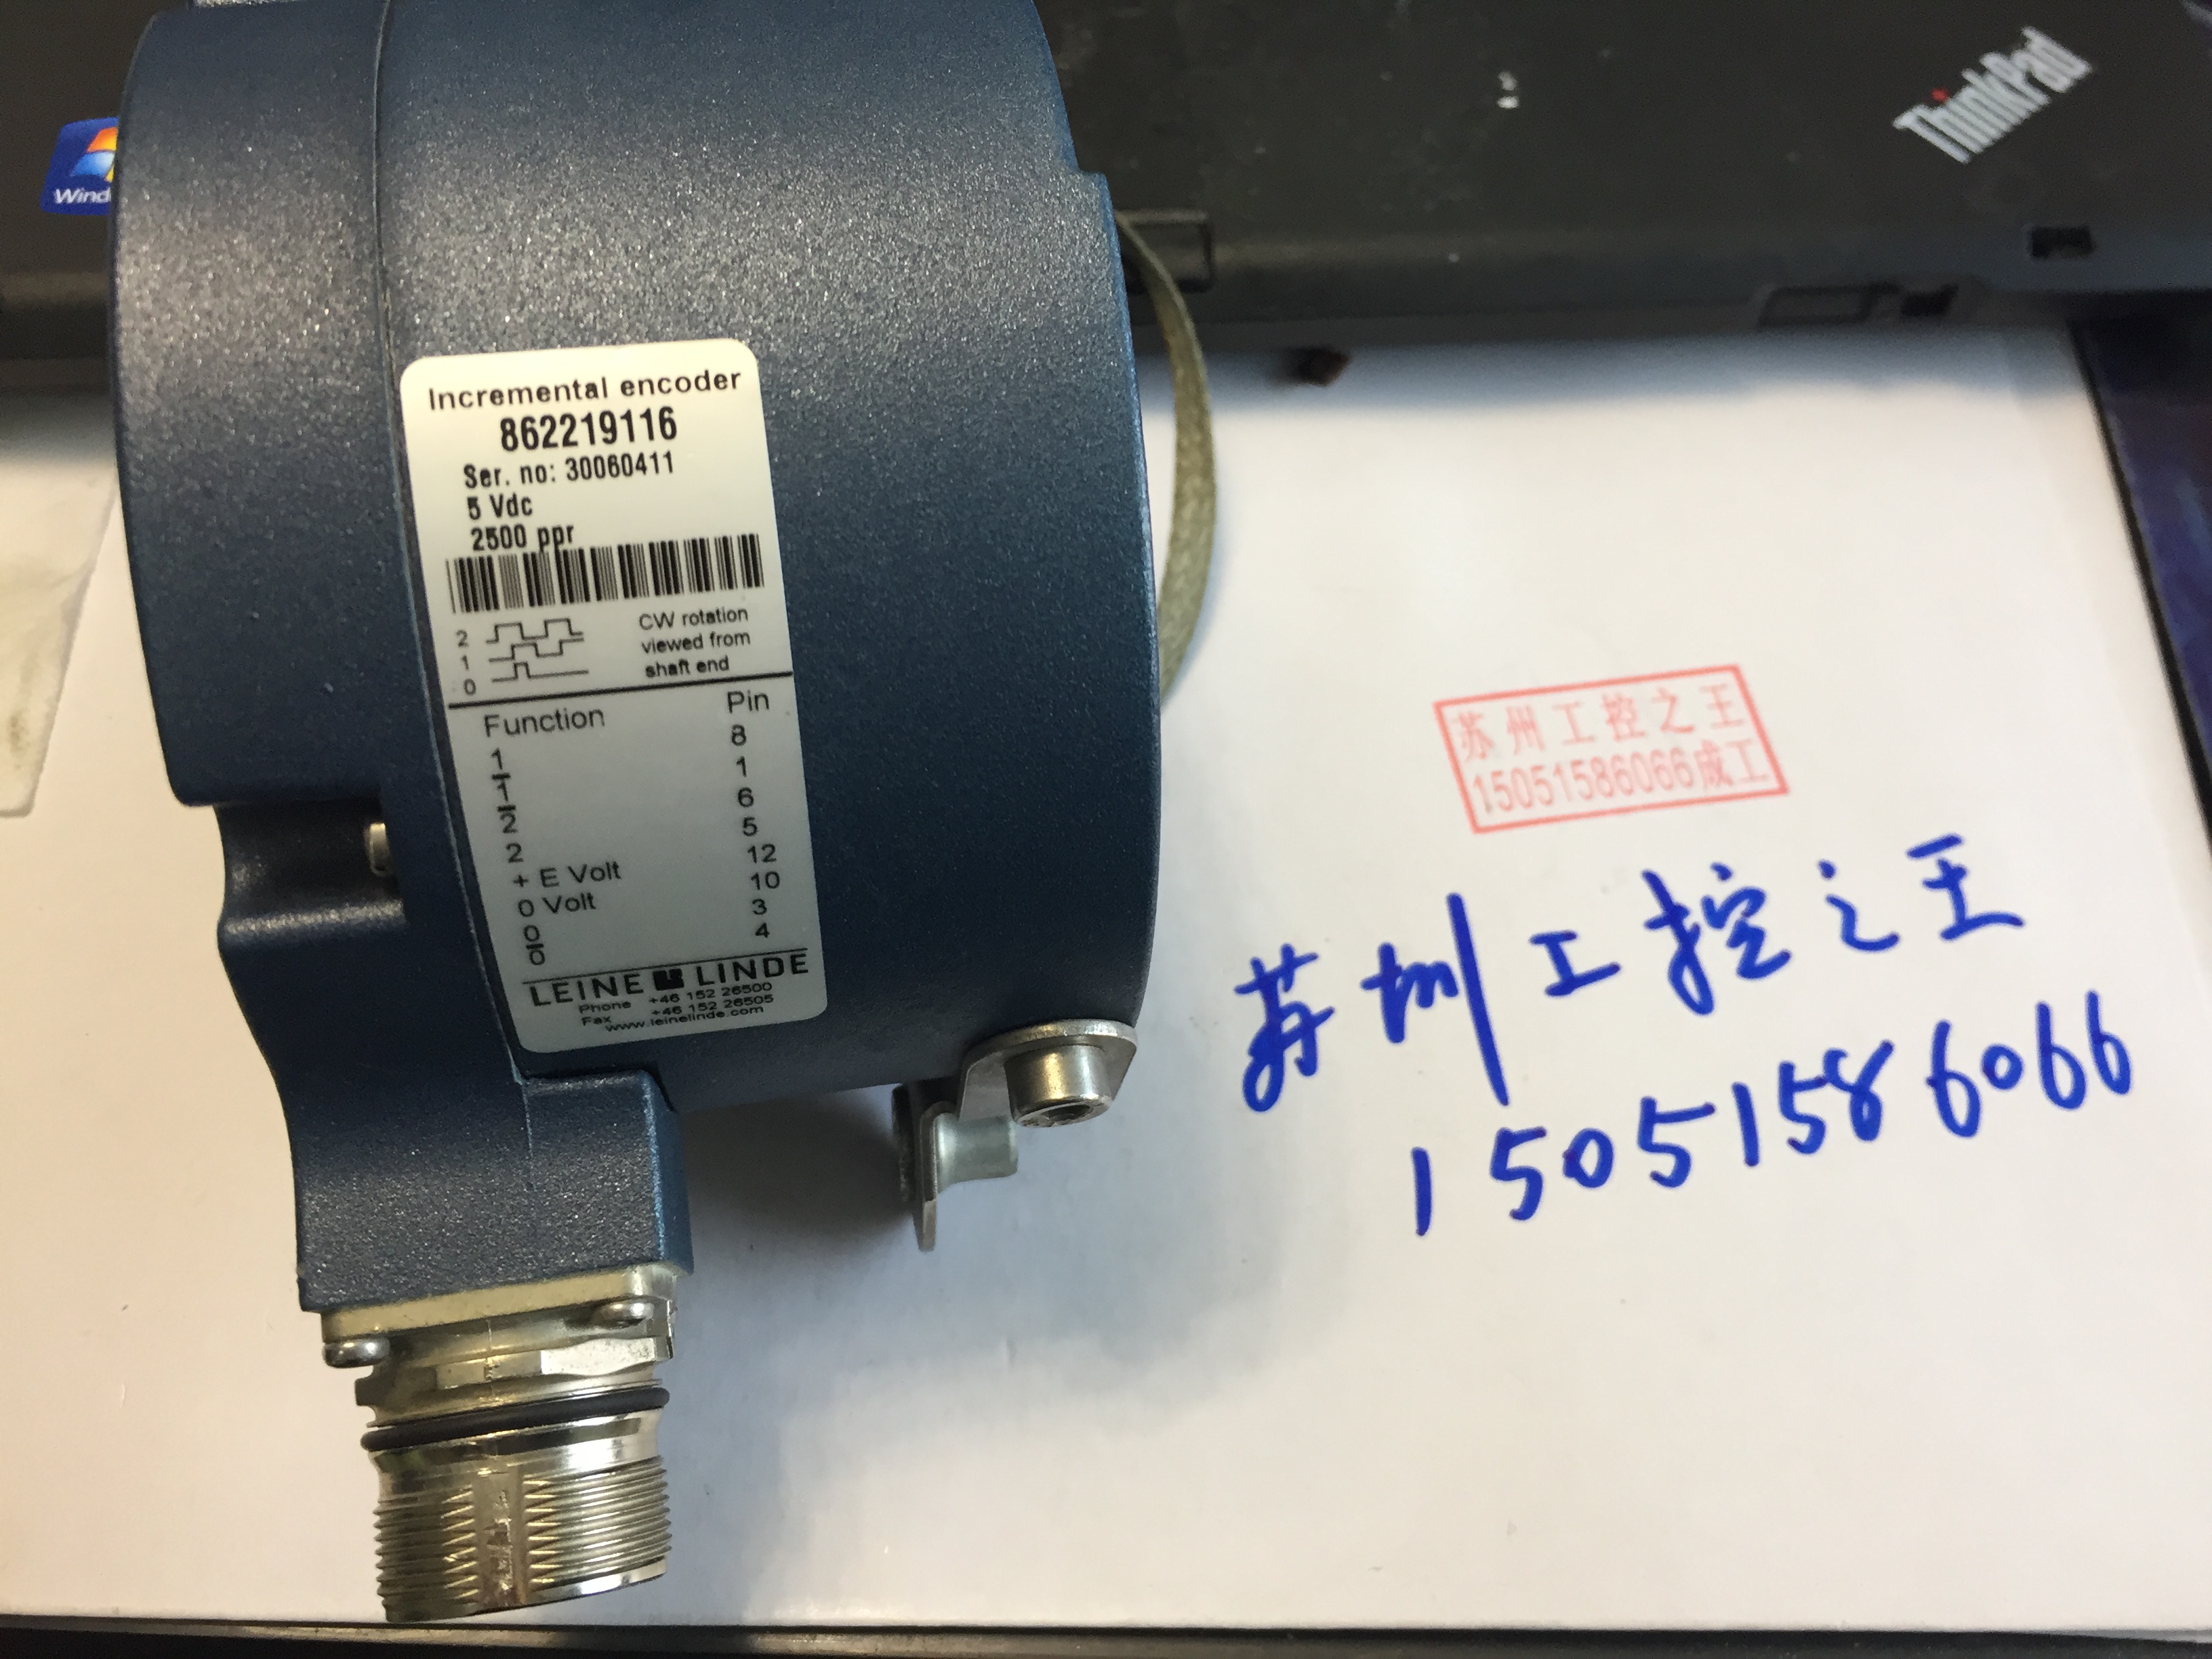 ThinkPad
Wind
Incremental encoder
862219116
Ser. no: 30060411
5 Vdc
2500 ppr
2
1
0
CW rotation
viewed from
shaft end
Function Pin
1 8
1̅ 1
2̅ 6
2 5
+ E Volt 12
0 Volt 10
0 3
0̅ 4
LEINE LINDE
Phone +46 152 26500
Fax +46 152 26505
www.leinelinde.com
苏州工控之王
15051586066成工
苏州工控之王
15051586066